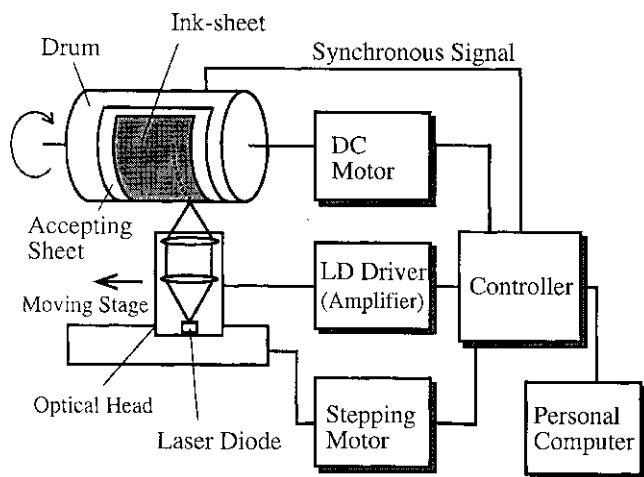 Ink-sheet
Drum
Synchronous Signal
DC
Motor
Accepting
Sheet
LD Driver
(Amplifier)
Controller
Moving Stage
Optical Head
Laser Diode
Stepping
Motor
Personal
Computer